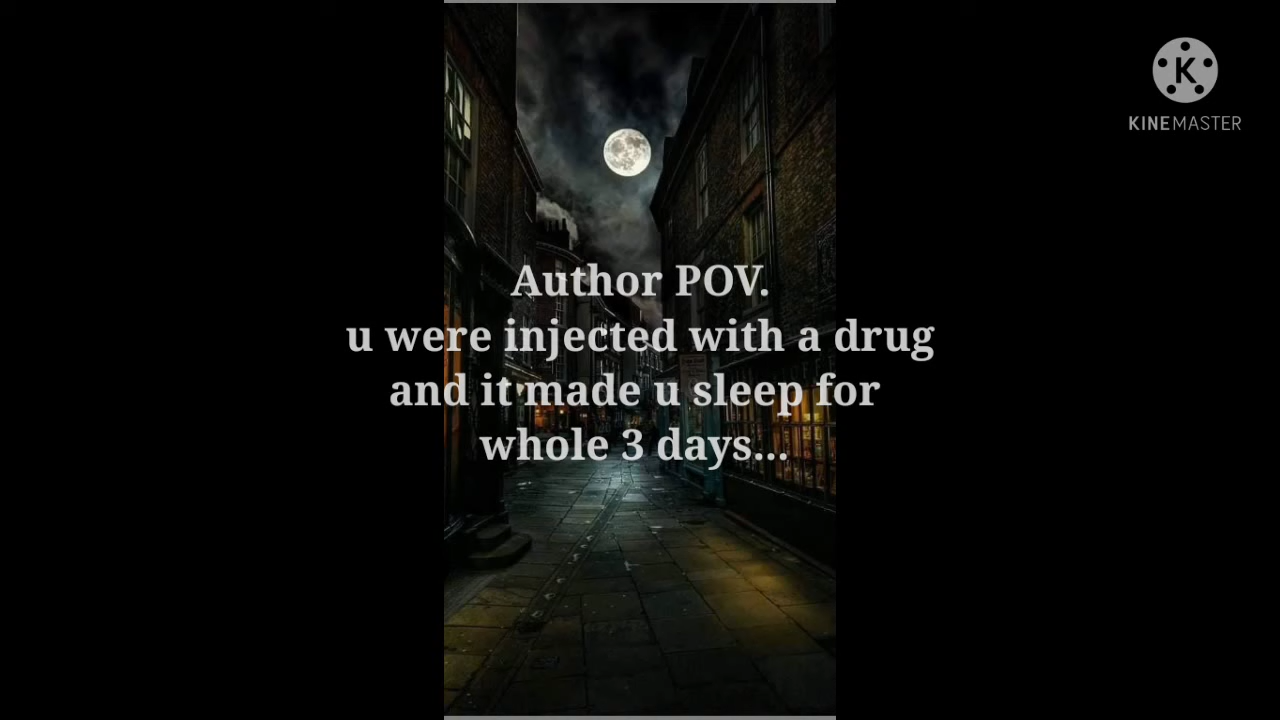 Author POV.
u were injected with a drug
and it made u sleep for
whole 3 days...
K
KINEMASTER